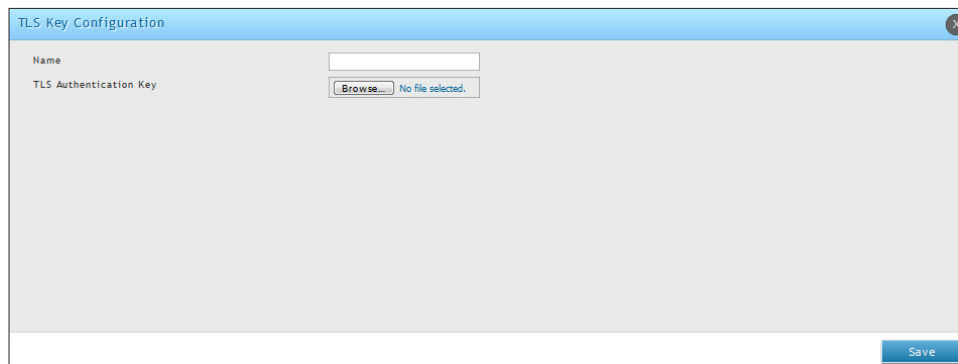 TLS Key Configuration
X
Name
TLS Authentication Key
Browse... No file selected.
Save